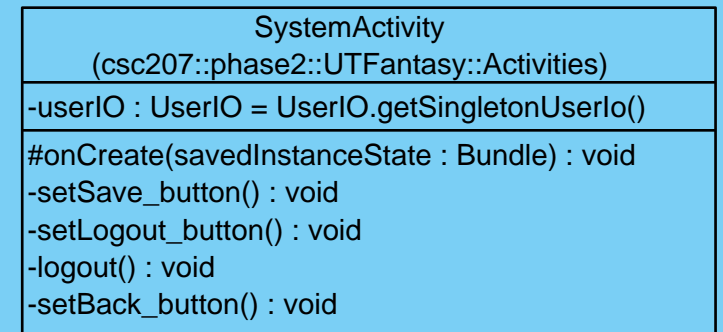 SystemActivity
(csc207::phase2::UTFantasy::Activities)
-userIO : UserIO = UserIO.getSingletonUserIo()
#onCreate(savedInstanceState : Bundle) : void
-setSave_button() : void
-setLogout_button() : void
-logout() : void
-setBack_button() : void